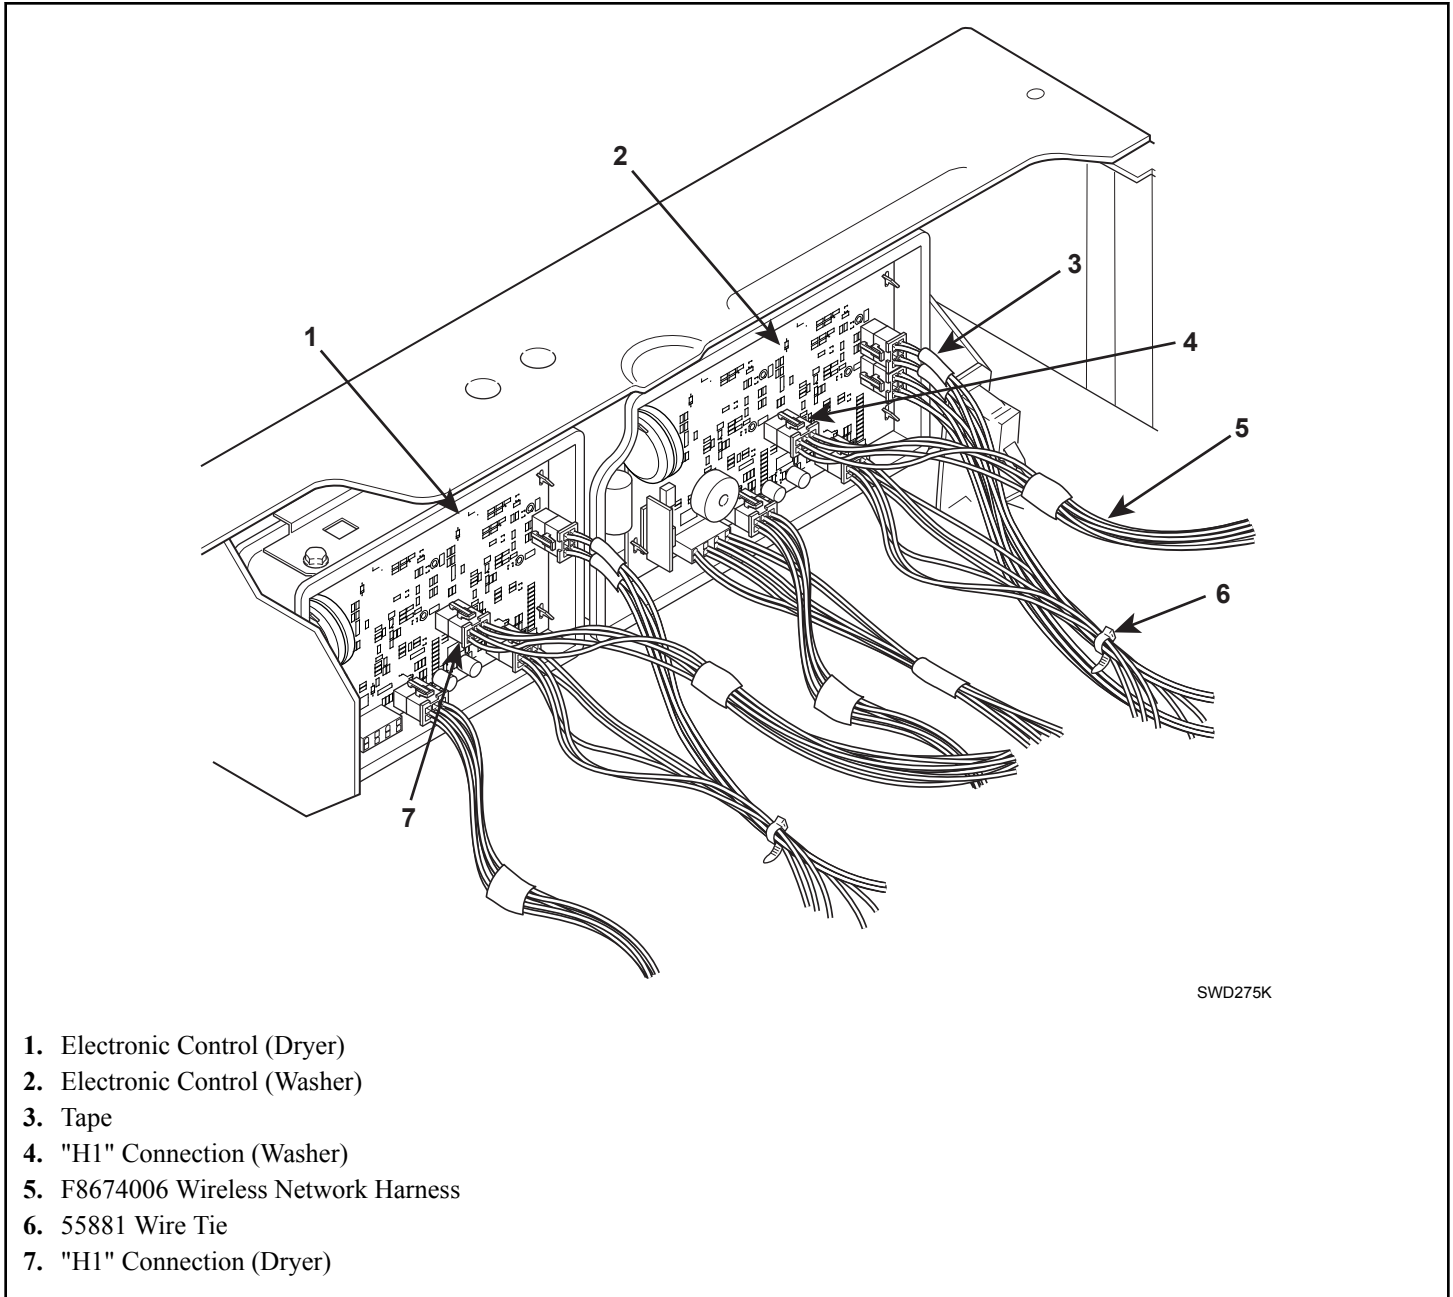 2
3
1
4
5
6
7
SWD275K
1. Electronic Control (Dryer)
2. Electronic Control (Washer)
3. Tape
4. "H1" Connection (Washer)
5. F8674006 Wireless Network Harness
6. 55881 Wire Tie
7. "H1" Connection (Dryer)